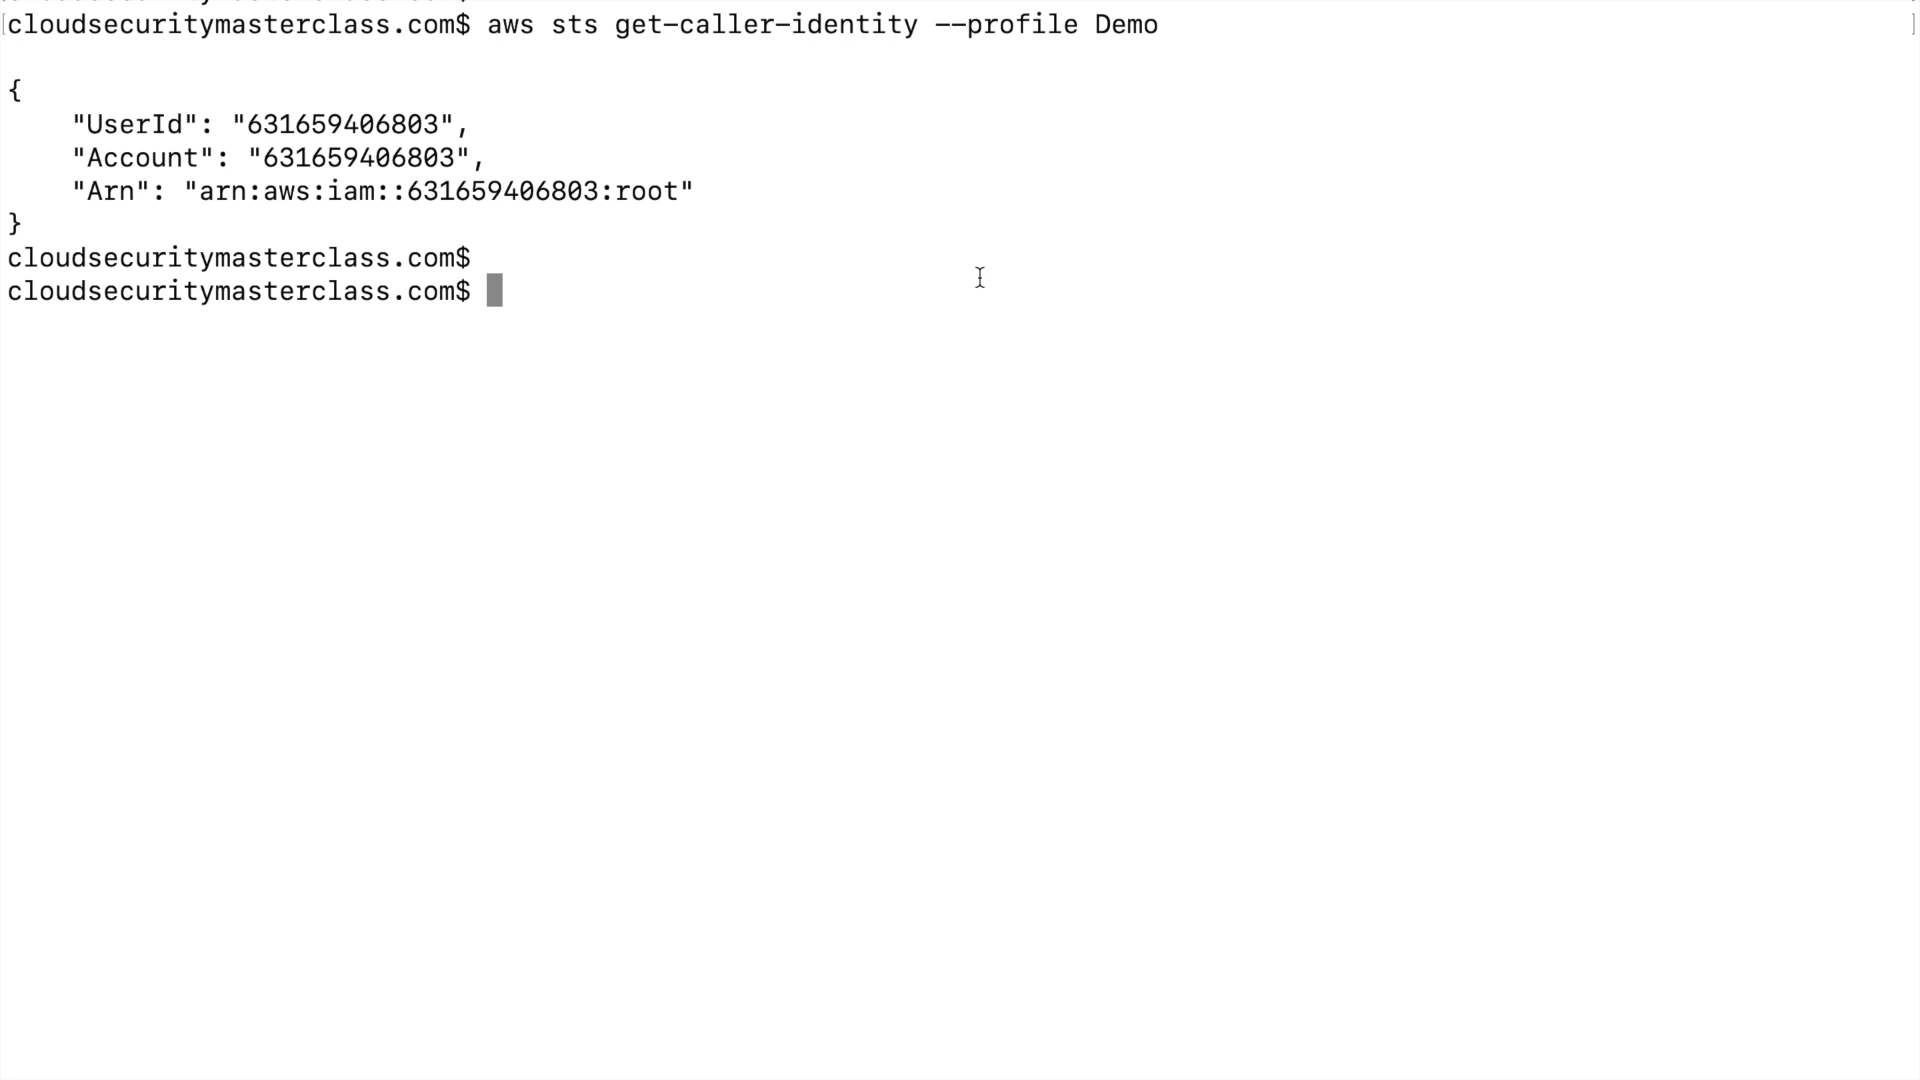 [cloudsecuritymasterclass.com$ aws sts get-caller-identity --profile Demo ]
{
    "UserId": "631659406803",
    "Account": "631659406803",
    "Arn": "arn:aws:iam::631659406803:root"
}
cloudsecuritymasterclass.com$
cloudsecuritymasterclass.com$